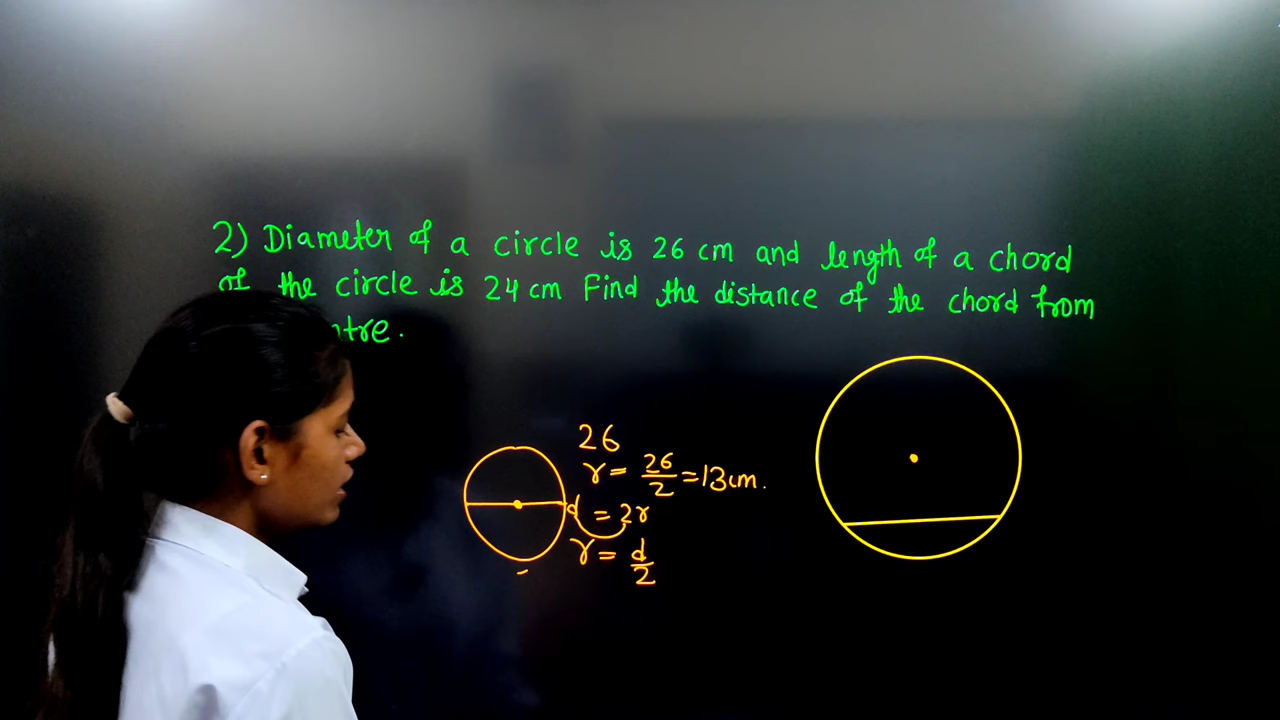 2) Diameter of a circle is 26 cm and length of a chord
of the circle is 24 cm Find the distance of the chord from
ntre.
26
r = 26/2 = 13 cm.
d = 2r
r = d/2